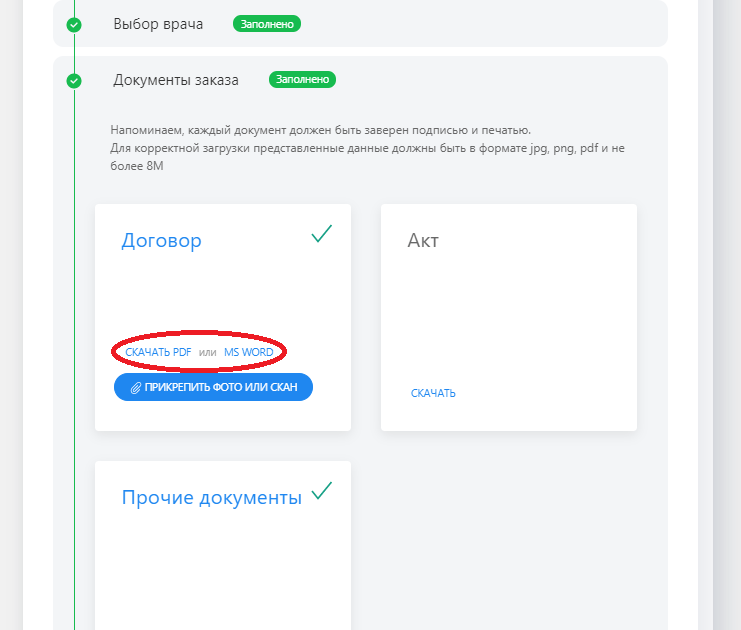 Выбор врача Заполнено
Документы заказа Заполнено
Напоминаем, каждый документ должен быть заверен подписью и печатью.
Для корректной загрузки представленные данные должны быть в формате jpg, png, pdf и не
более 8М
Договор
СКАЧАТЬ PDF или MS WORD
ПРИКРЕПИТЬ ФОТО ИЛИ СКАН
Акт
СКАЧАТЬ
Прочие документы